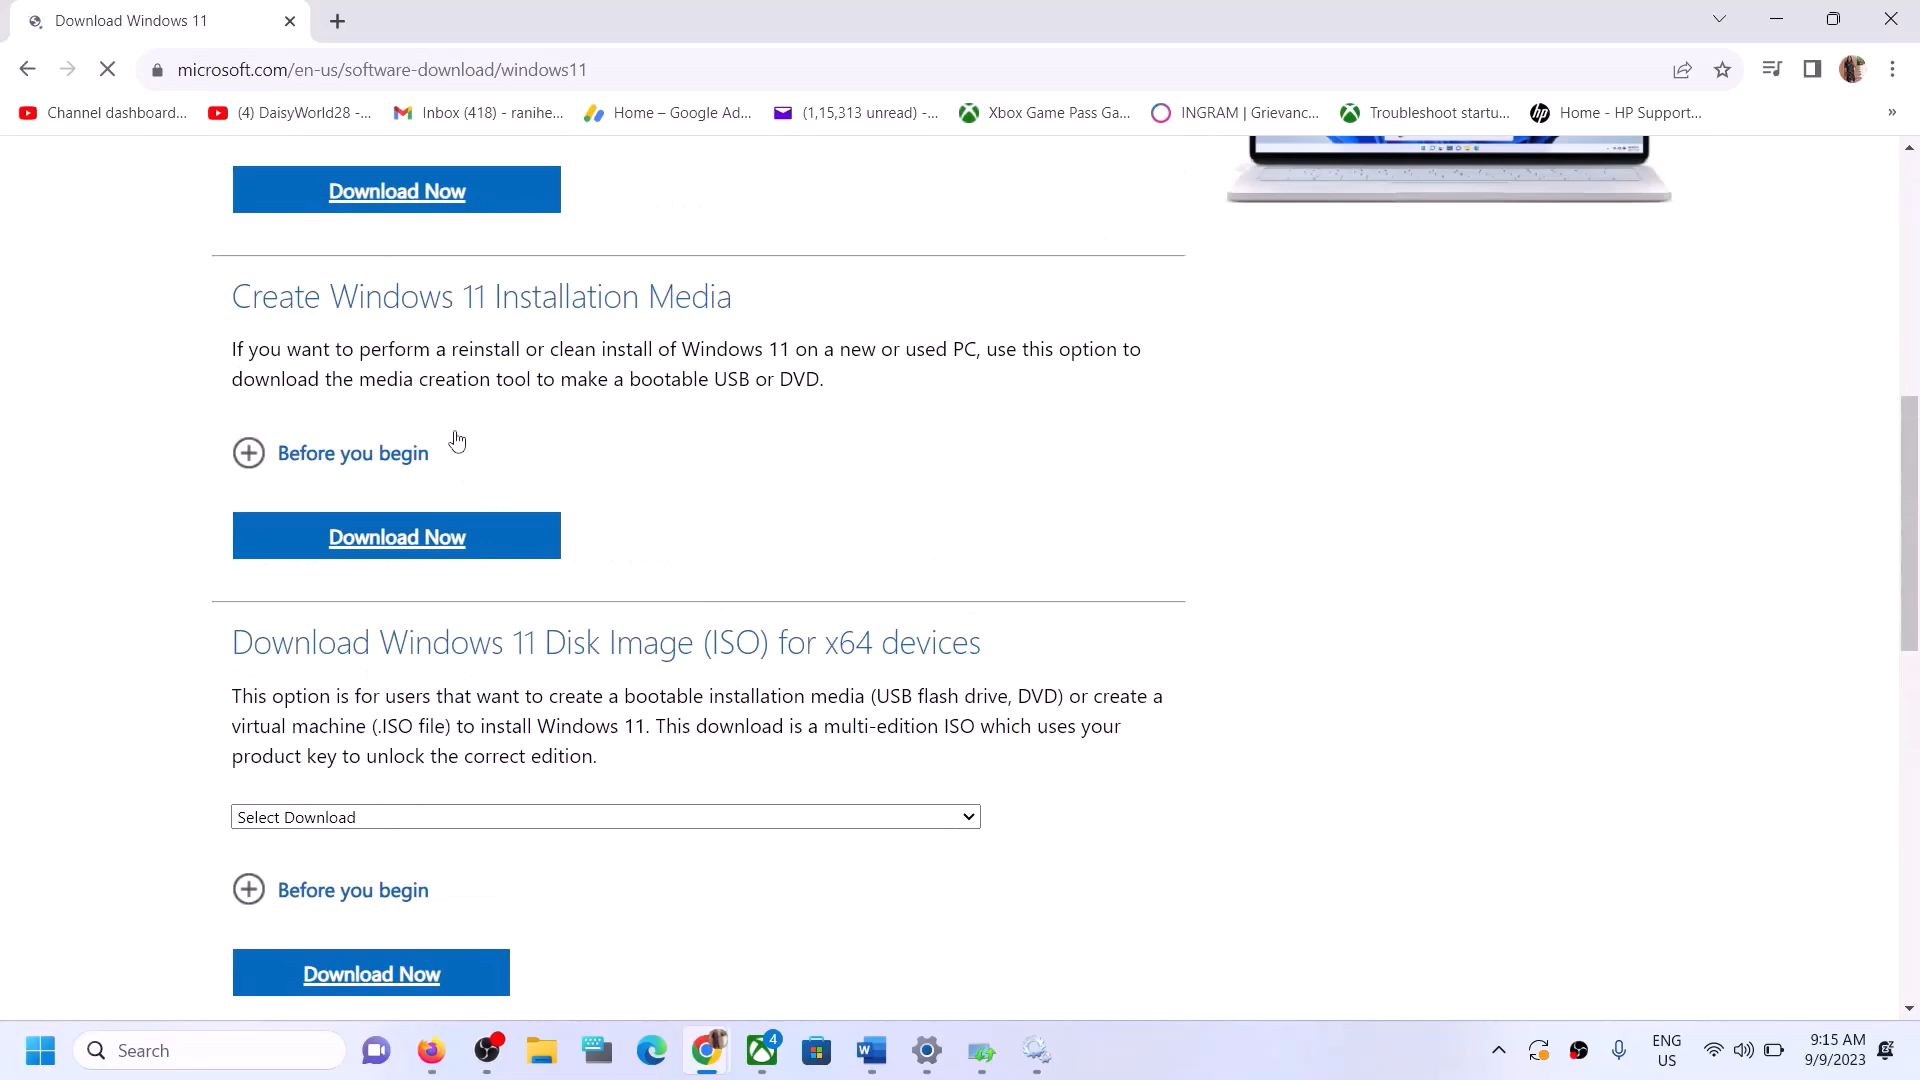 Download Windows 11
microsoft.com/en-us/software-download/windows11
Channel dashboard...
(4) DaisyWorld28 -...
Inbox (418) - ranihe...
Home – Google Ad...
(1,15,313 unread) -...
Xbox Game Pass Ga...
INGRAM | Grievanc...
Troubleshoot startu...
Home - HP Support...
»
Download Now
Create Windows 11 Installation Media
If you want to perform a reinstall or clean install of Windows 11 on a new or used PC, use this option to
download the media creation tool to make a bootable USB or DVD.
Before you begin
Download Now
Download Windows 11 Disk Image (ISO) for x64 devices
This option is for users that want to create a bootable installation media (USB flash drive, DVD) or create a
virtual machine (.ISO file) to install Windows 11. This download is a multi-edition ISO which uses your
product key to unlock the correct edition.
Select Download
Before you begin
Download Now
Search
4
ENG
US
9:15 AM
9/9/2023